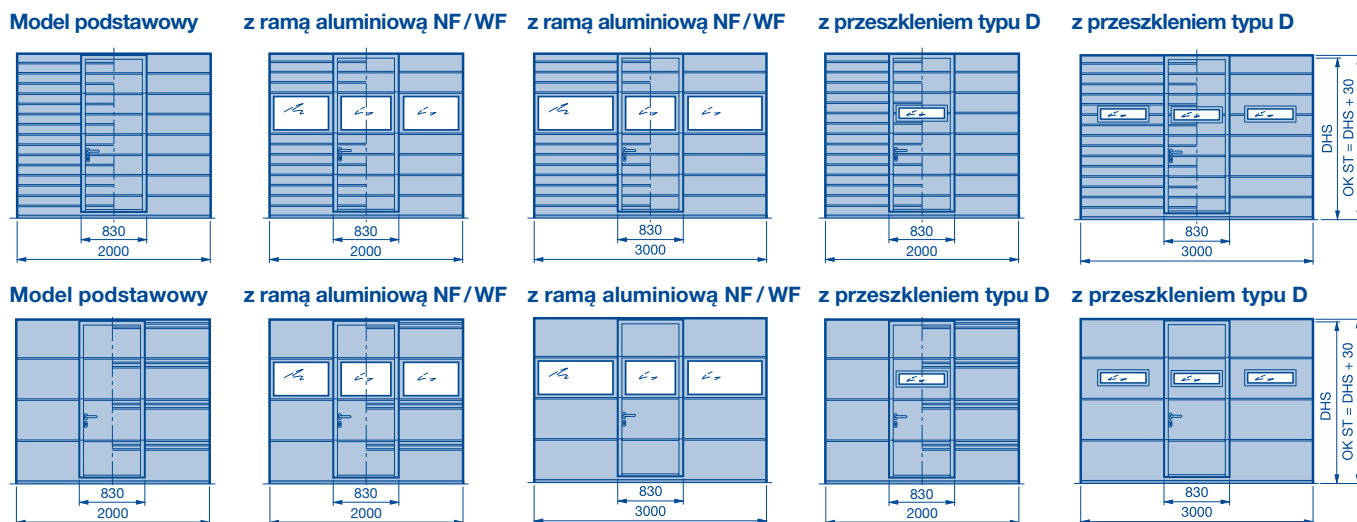 Model podstawowy z ramą aluminiową NF/WF z ramą aluminiową NF/WF z przeszkleniem typu D z przeszkleniem typu D
DHS
OK ST = DHS + 30
830 830 830 830 830
2000 2000 3000 2000 3000
Model podstawowy z ramą aluminiową NF/WF z ramą aluminiową NF/WF z przeszkleniem typu D z przeszkleniem typu D
DHS
OK ST = DHS + 30
830 830 830 830 830
2000 2000 3000 2000 3000